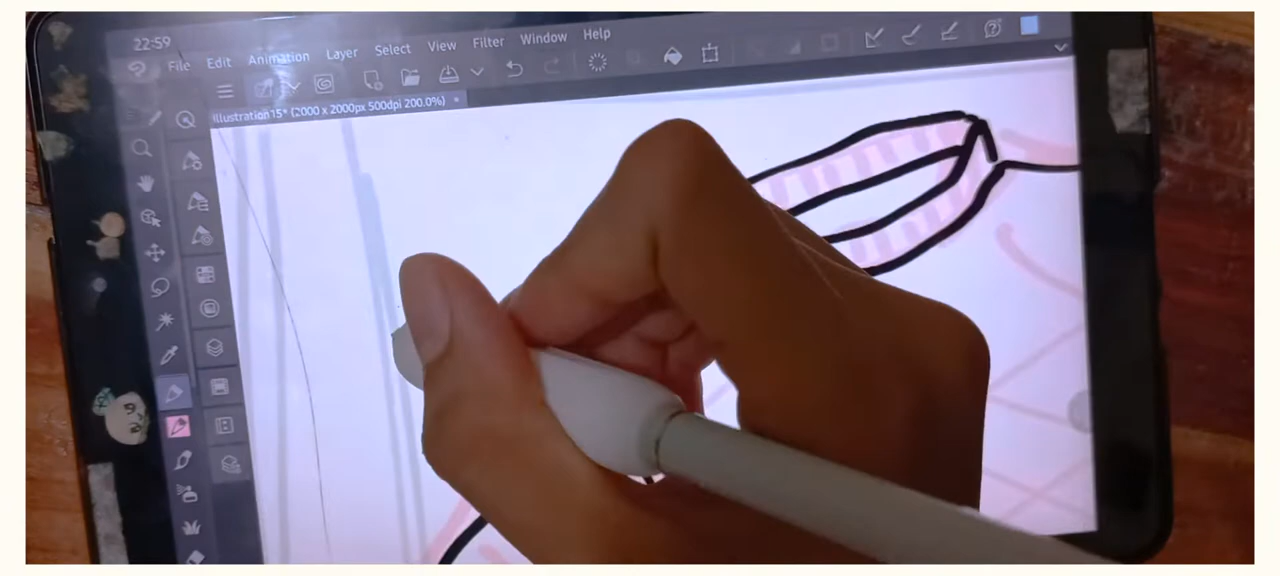 22:59
File Edit Animation Layer Select View Filter Window Help
Illustration15* (2000 x 2000px 500dpi 200.0%)